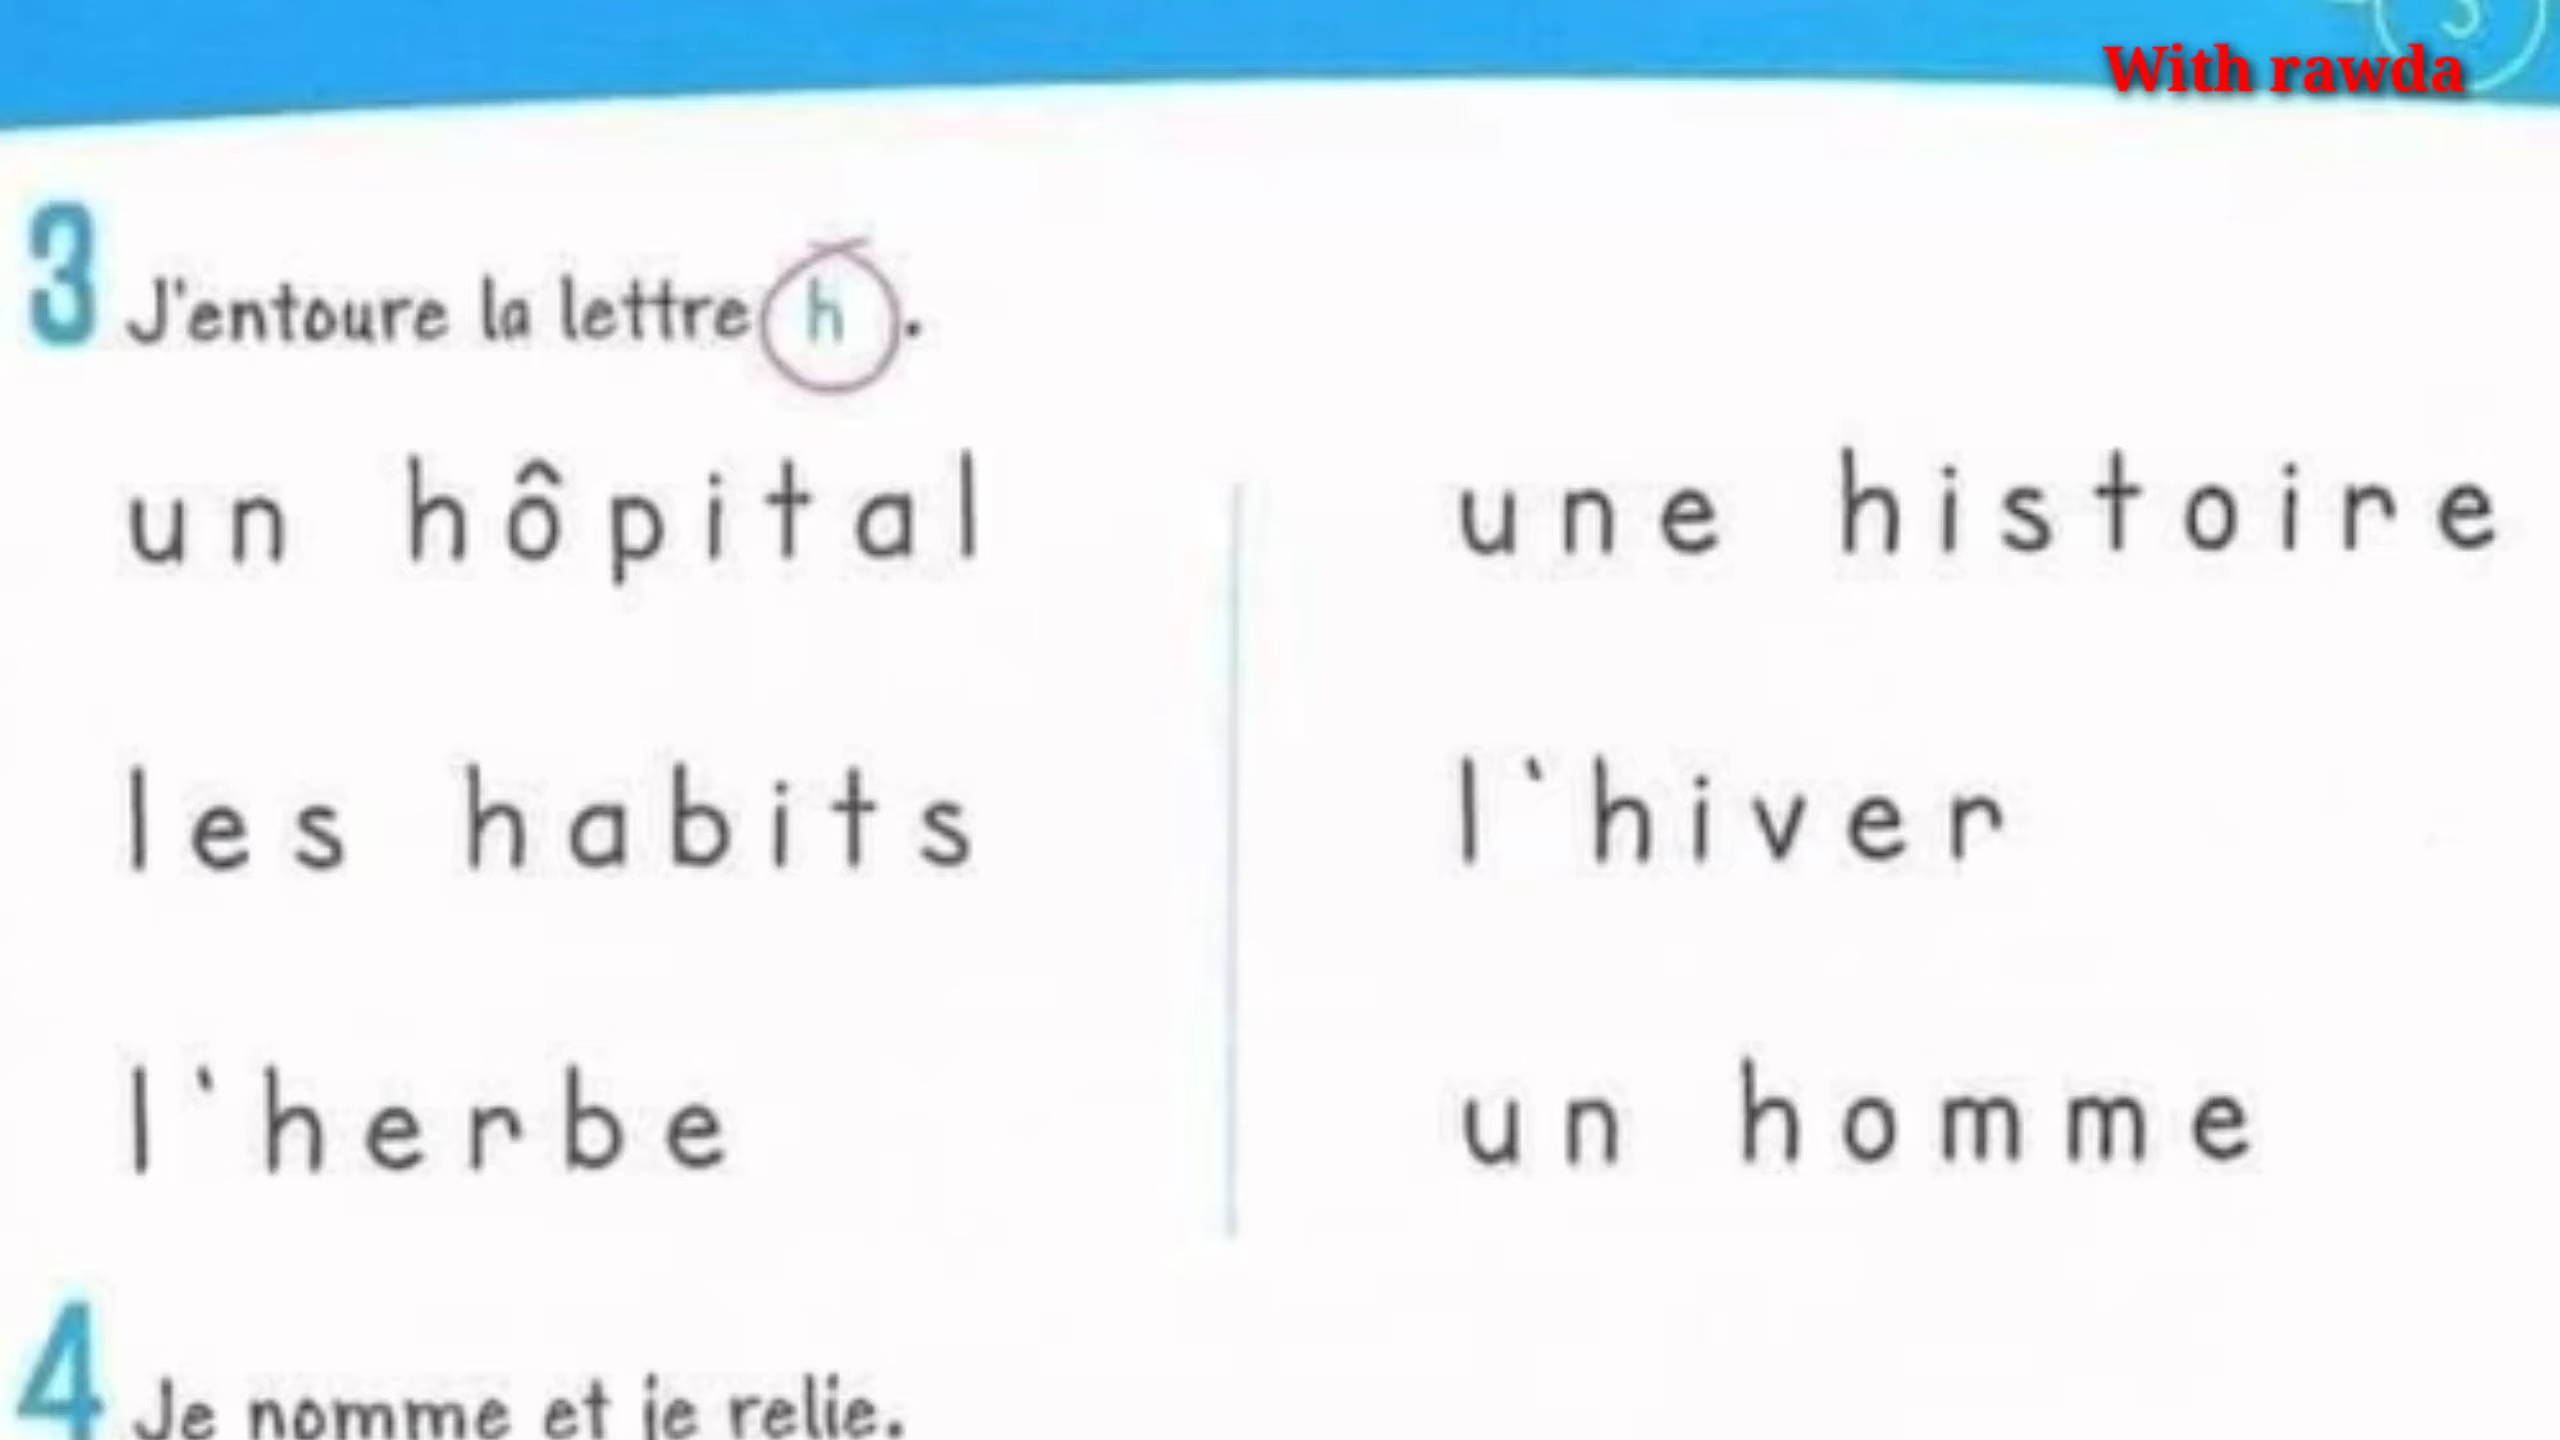 3
With rawda
3 J'entoure la lettre h.
un hôpital
les habits
l'herbe
une histoire
l'hiver
un homme
4 Je nomme et je relie.